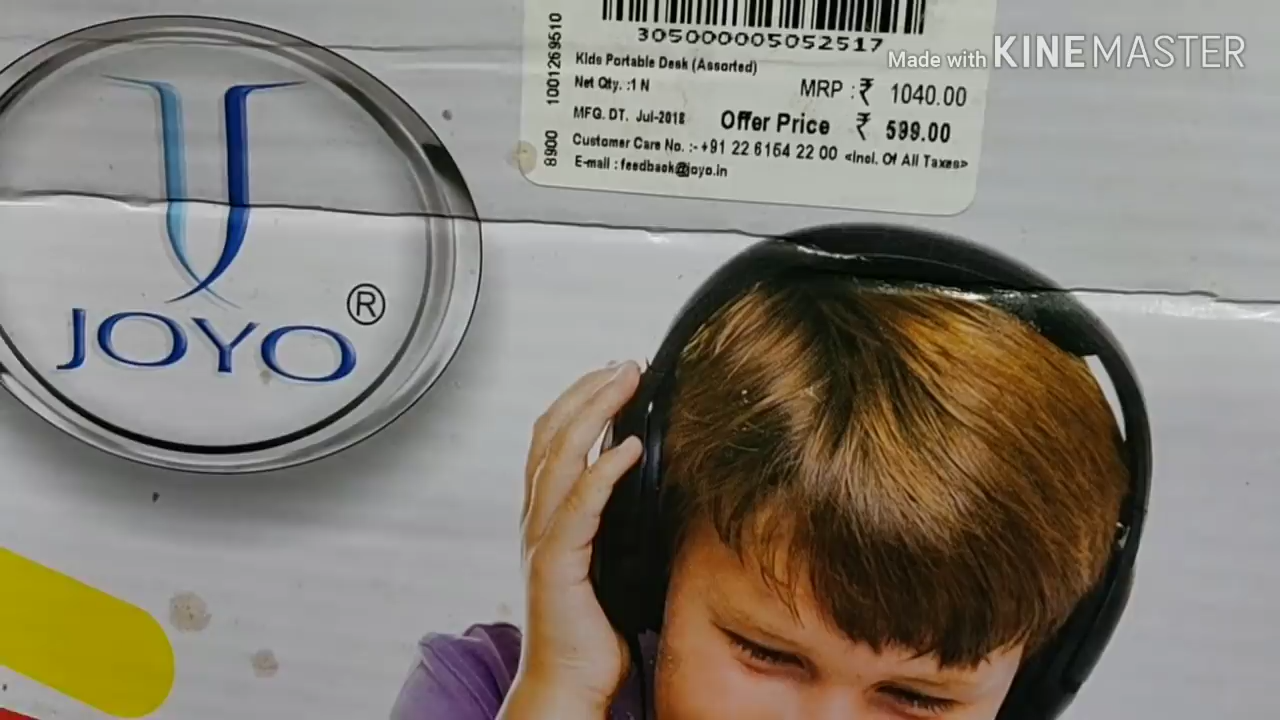 305000005052517
Made with KINEMASTER
1001269510
8900
Kids Portable Desk (Assorted)
Net Qty. :1 N
MRP :₹ 1040.00
MFG. DT. Jul-2018
Offer Price ₹ 599.00
Customer Care No. :- +91 22 6154 22 00 <Incl. Of All Taxes>
E-mail : feedback@joyo.in
JOYO ®